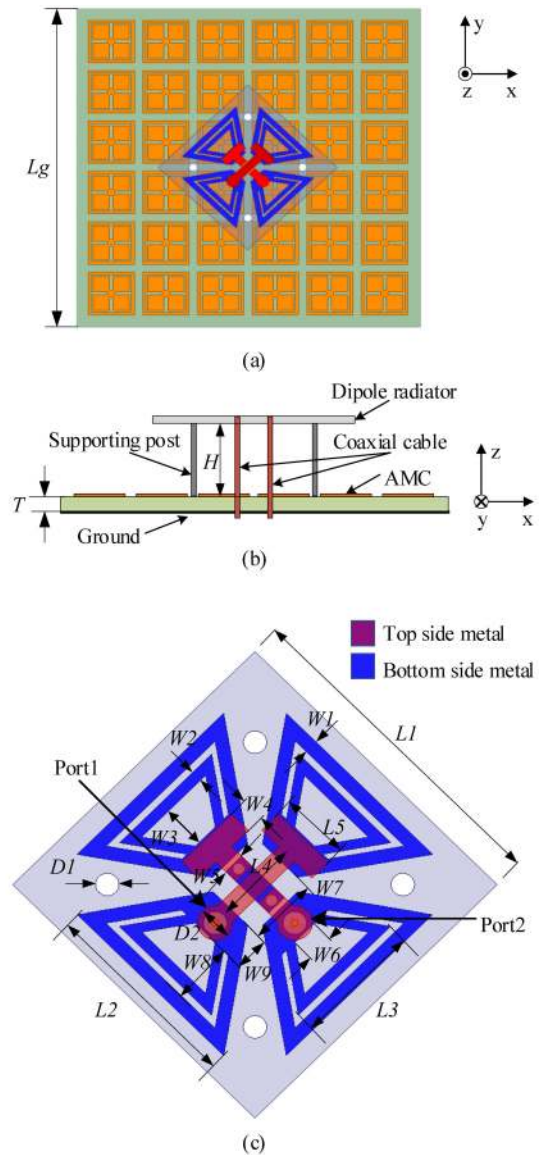 y
Lg
z
x
(a)
Dipole radiator
Supporting post
H
Coaxial cable
z
AMC
T
Ground
y
x
(b)
Top side metal
Bottom side metal
W1
L1
W2
Port1
W4
W3
L5
L4
D1
W5
W7
D2
Port2
W6
W8
W9
L2
L3
(c)